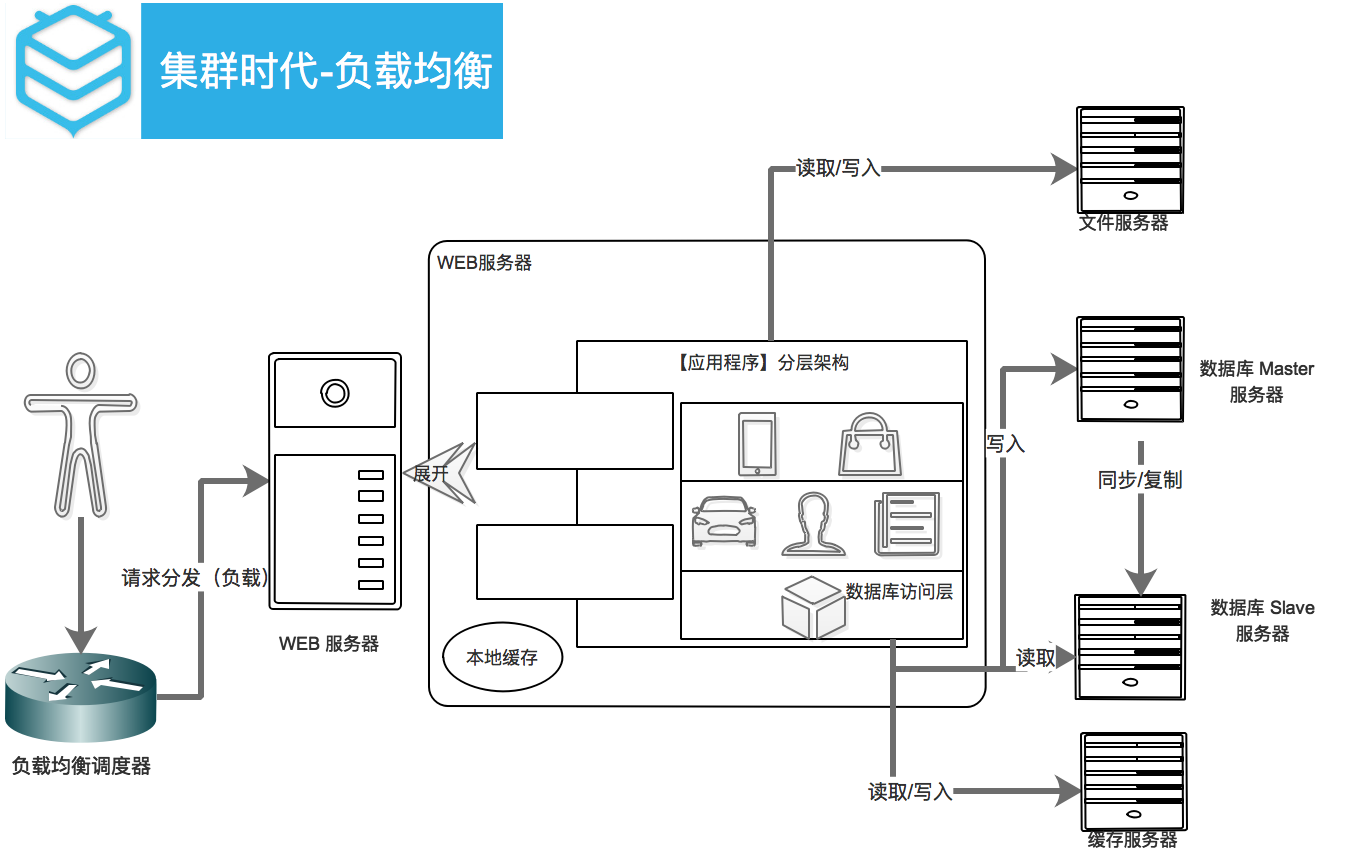 集群时代-负载均衡
读取/写入
文件服务器
WEB服务器
【应用程序】分层架构
数据库 Master
服务器
写入
展开
同步/复制
请求分发（负载）
数据库访问层
数据库 Slave
服务器
WEB 服务器
本地缓存
读取
负载均衡调度器
读取/写入
缓存服务器